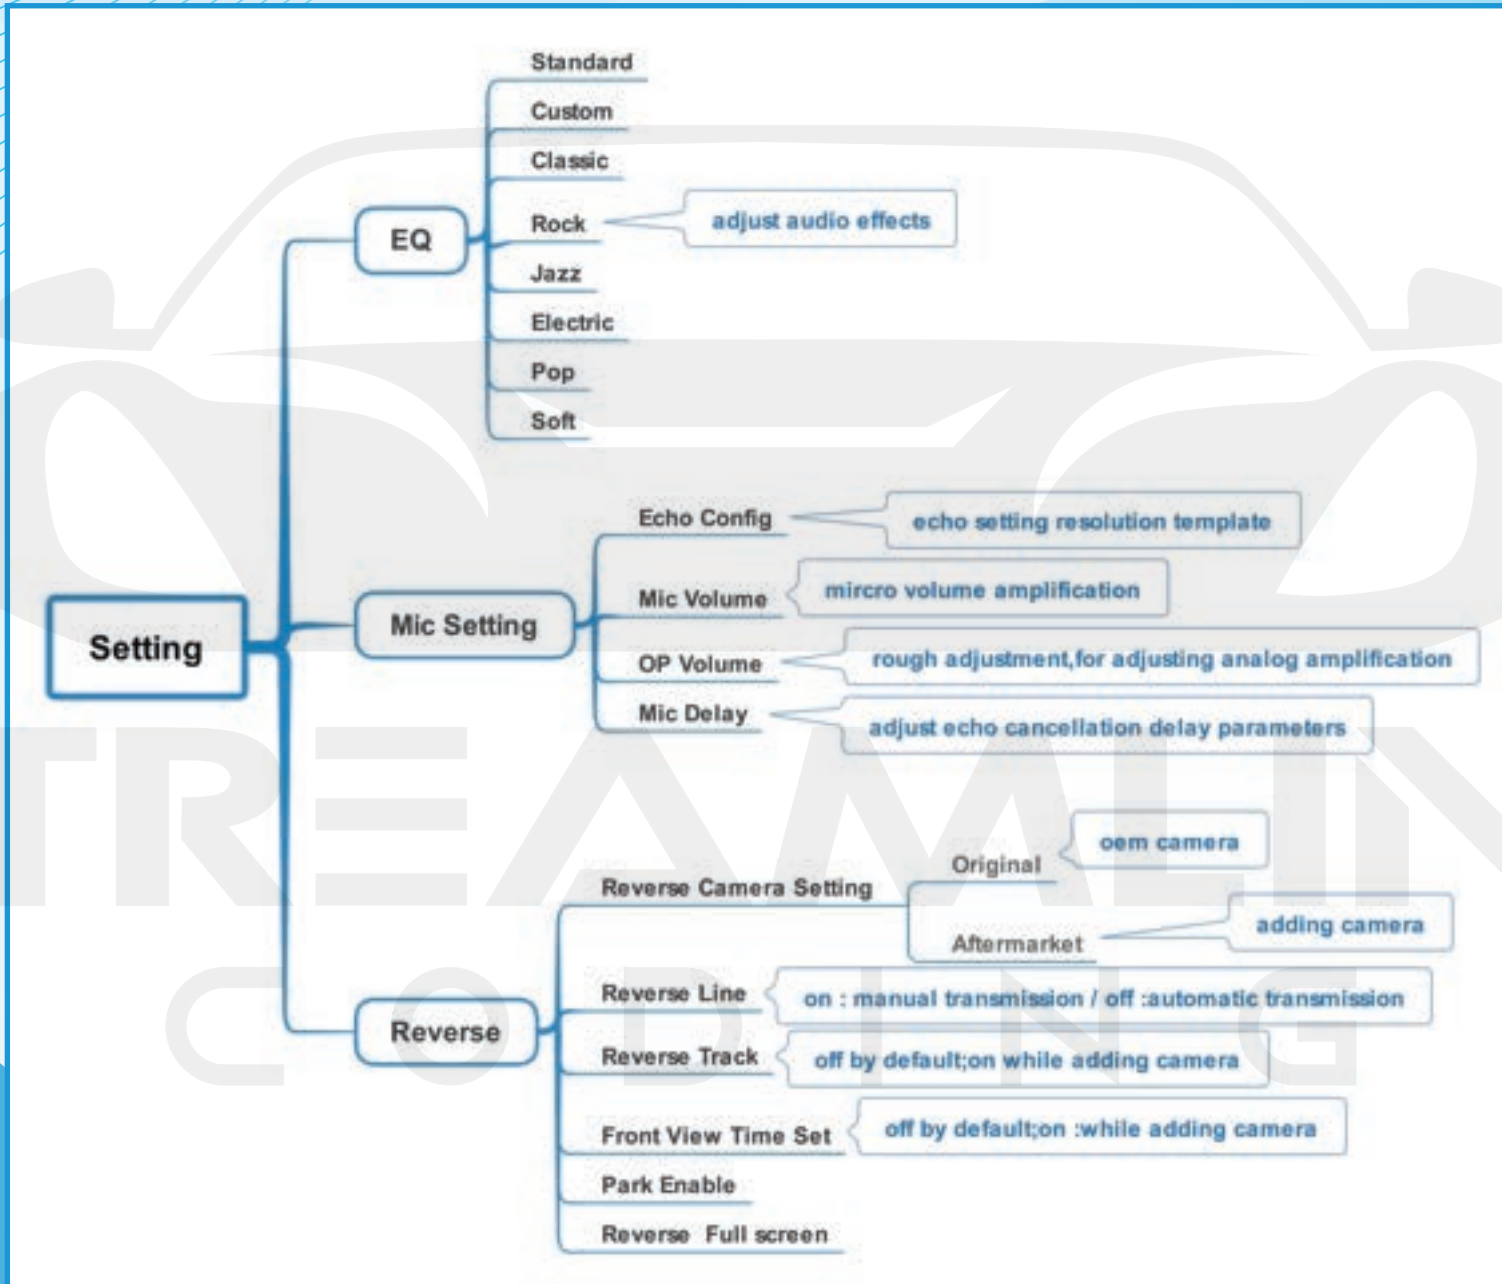 Standard
Custom
Classic
Rock
adjust audio effects
EQ
Jazz
Electric
Pop
Soft
Echo Config
echo setting resolution template
Mic Volume
mircro volume amplification
Setting
Mic Setting
OP Volume
rough adjustment,for adjusting analog amplification
Mic Delay
adjust echo cancellation delay parameters
TREAMLIN
Reverse Camera Setting
Original
oem camera
Aftermarket
adding camera
Reverse Line
on : manual transmission / off :automatic transmission
Reverse
Reverse Track
off by default;on while adding camera
CODING
Front View Time Set
off by default;on :while adding camera
Park Enable
Reverse Full screen